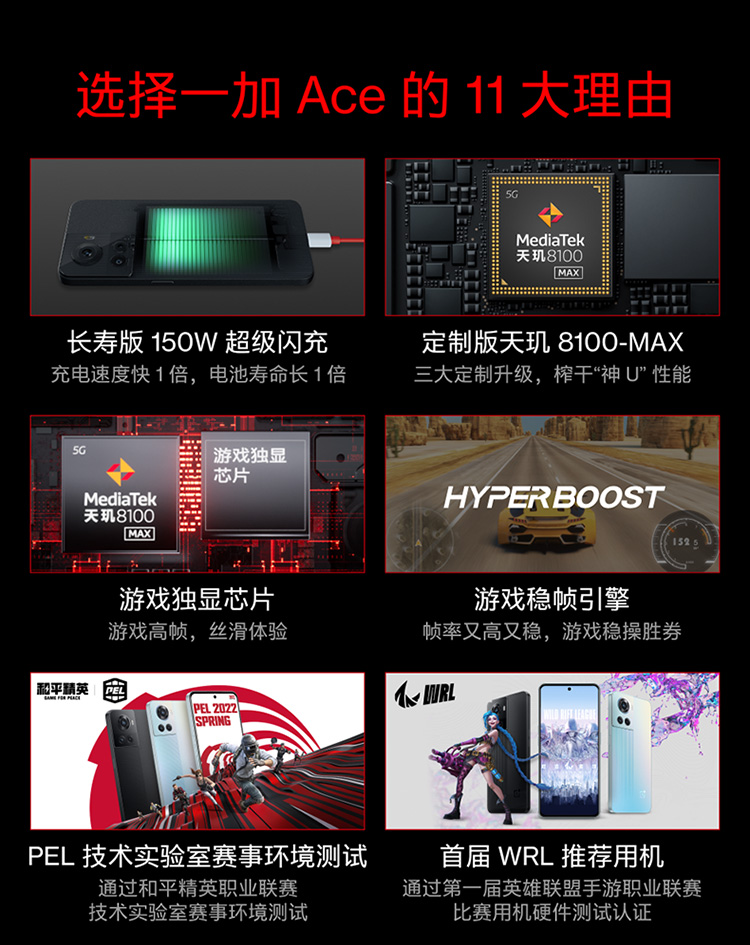 选择一加 Ace 的 11 大理由
5G
MediaTek
天玑 8100
MAX
长寿版 150W 超级闪充
充电速度快 1 倍，电池寿命长 1 倍
定制版天玑 8100-MAX
三大定制升级，榨干“神 U” 性能
5G
MediaTek
天玑 8100
MAX
游戏独显
芯片
HYPERBOOST
152
游戏独显芯片
游戏高帧，丝滑体验
游戏稳帧引擎
帧率又高又稳，游戏稳操胜券
和平精英
GAME FOR PEACE
PEL
PEL 2022
SPRING
WRL
WILD RIFT LEAGUE
PEL 技术实验室赛事环境测试
通过和平精英职业联赛
技术实验室赛事环境测试
首届 WRL 推荐用机
通过第一届英雄联盟手游职业联赛
比赛用机硬件测试认证